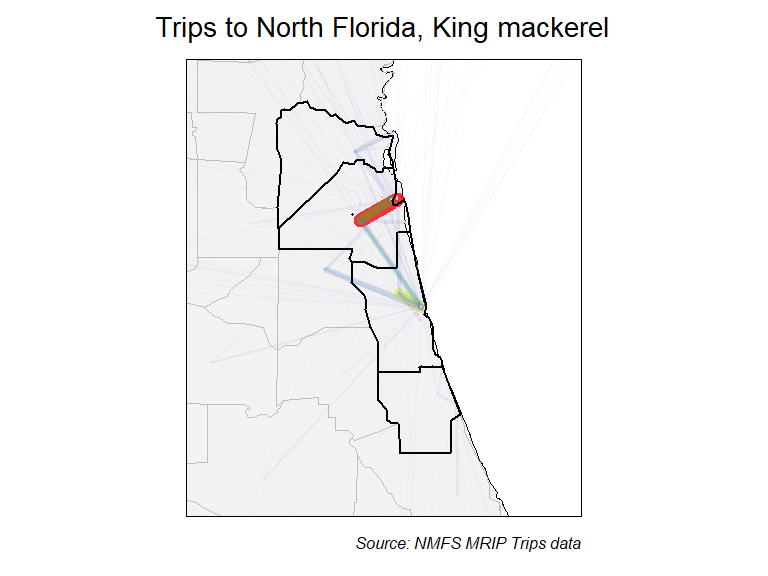 Trips to North Florida, King mackerel
Source: NMFS MRIP Trips data